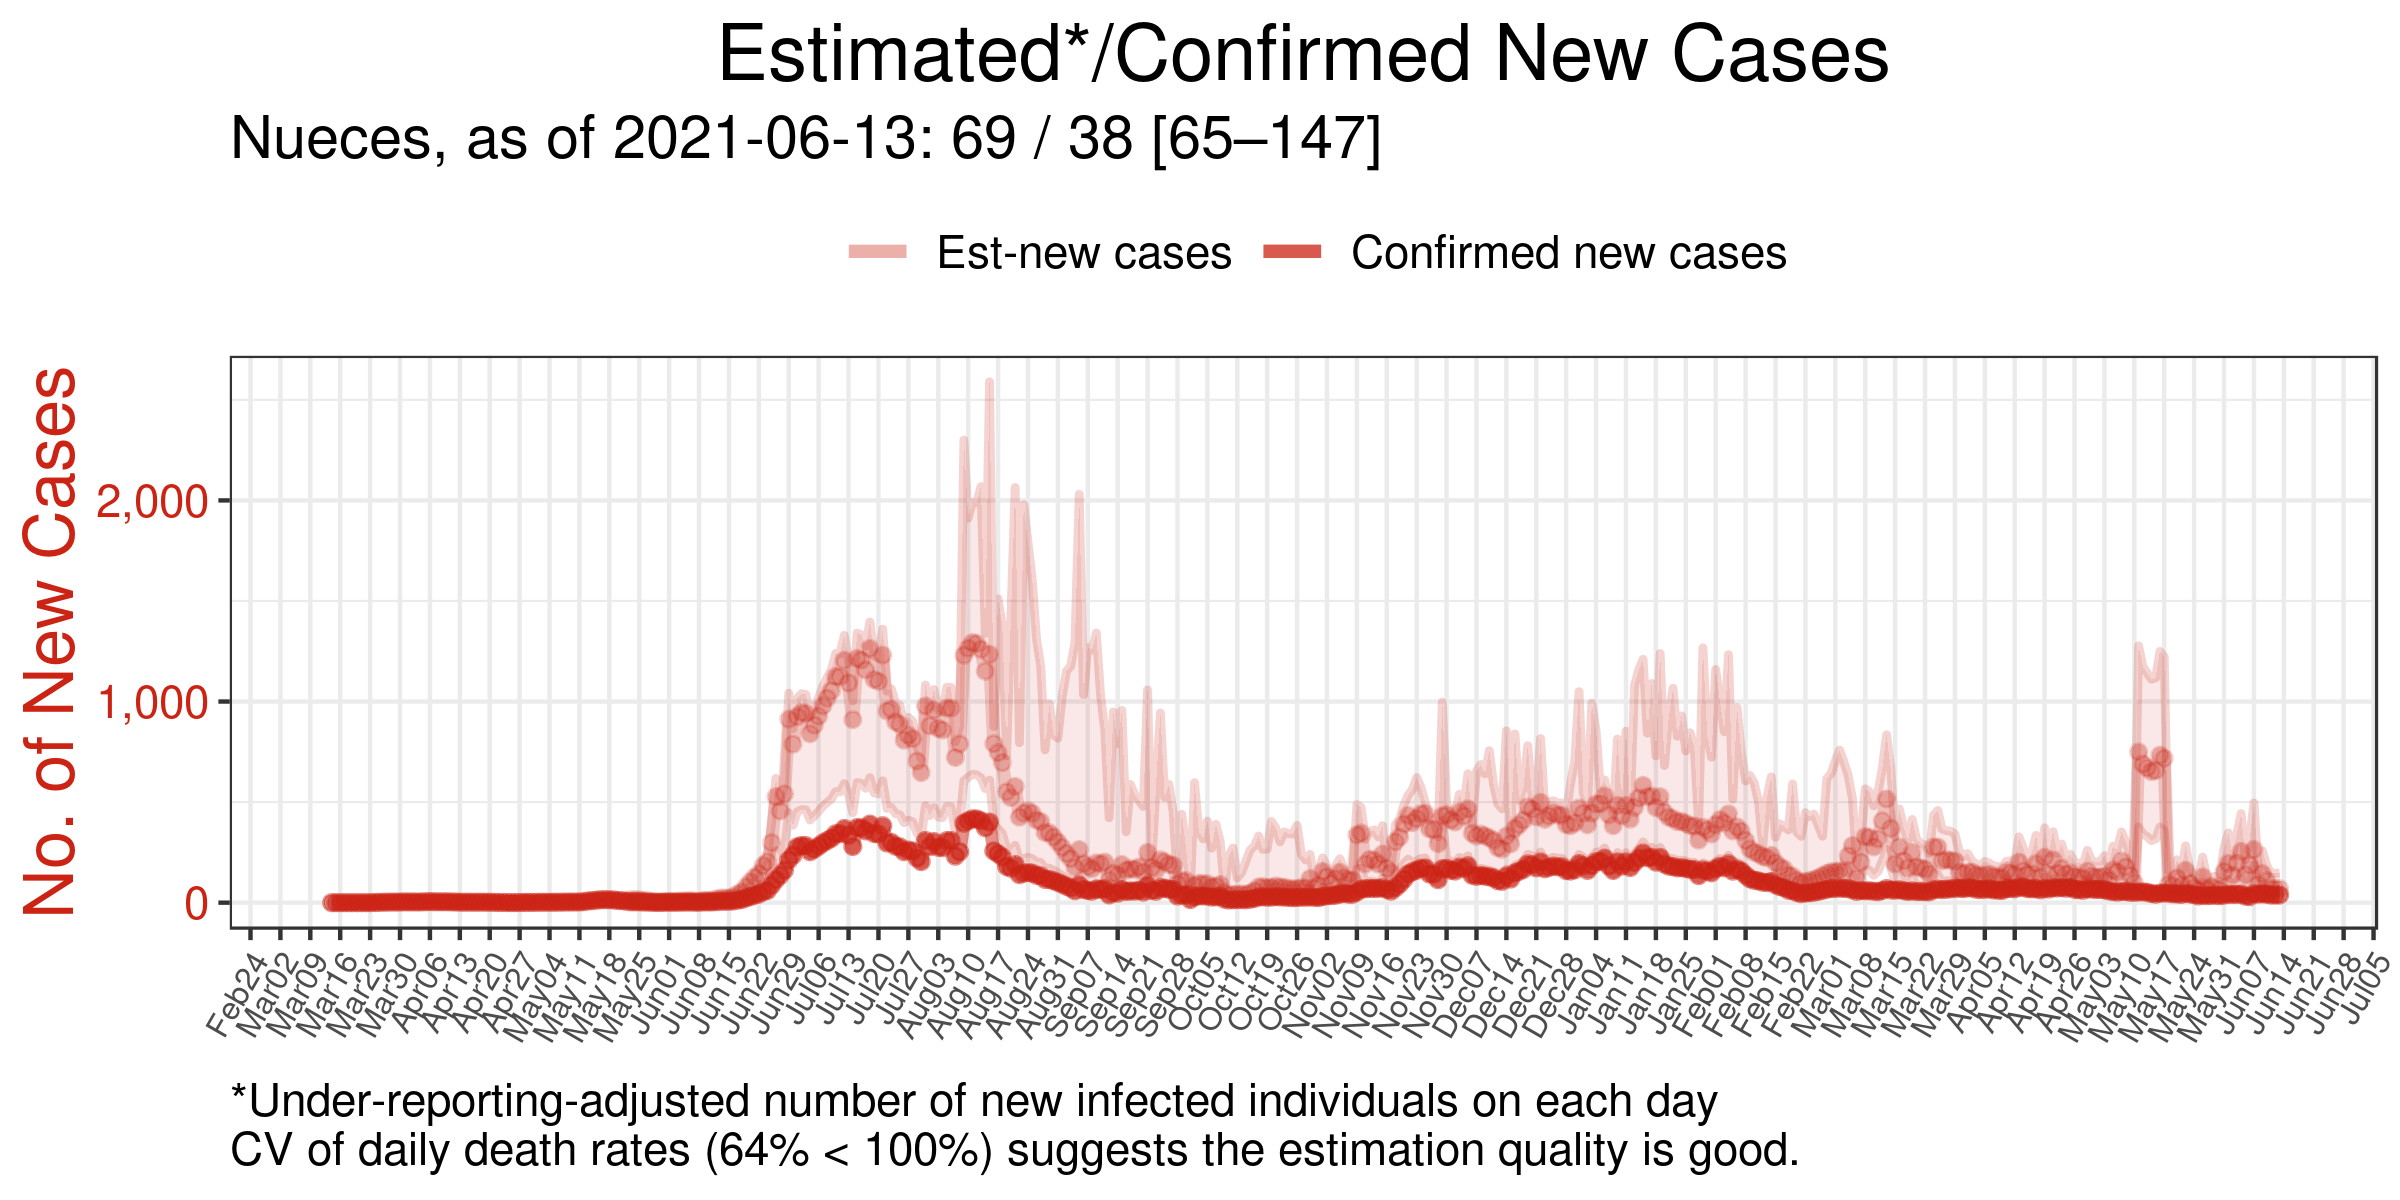 Estimated*/Confirmed New Cases
Nueces, as of 2021-06-13: 69 / 38 [65–147]
Est-new cases
Confirmed new cases
No. of New Cases
2,000
1,000
0
Feb24
Mar02
Mar09
Mar16
Mar23
Mar30
Apr06
Apr13
Apr20
Apr27
May04
May11
May18
May25
Jun01
Jun08
Jun15
Jun22
Jun29
Jul06
Jul13
Jul20
Jul27
Aug03
Aug10
Aug17
Aug24
Aug31
Sep07
Sep14
Sep21
Sep28
Oct05
Oct12
Oct19
Oct26
Nov02
Nov09
Nov16
Nov23
Nov30
Dec07
Dec14
Dec21
Dec28
Jan04
Jan11
Jan18
Jan25
Feb01
Feb08
Feb15
Feb22
Mar01
Mar08
Mar15
Mar22
Mar29
Apr05
Apr12
Apr19
Apr26
May03
May10
May17
May24
May31
Jun07
Jun14
Jun21
Jun28
Jul05
*Under-reporting-adjusted number of new infected individuals on each day
CV of daily death rates (64% < 100%) suggests the estimation quality is good.